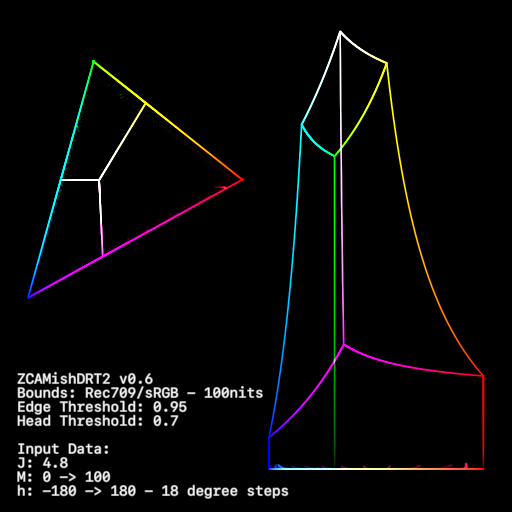 ZCAMishDRT2 v0.6
Bounds: Rec709/sRGB – 100nits
Edge Threshold: 0.95
Head Threshold: 0.7
Input Data:
J: 4.8
M: 0 –> 100
h: -180 –> 180 – 18 degree steps